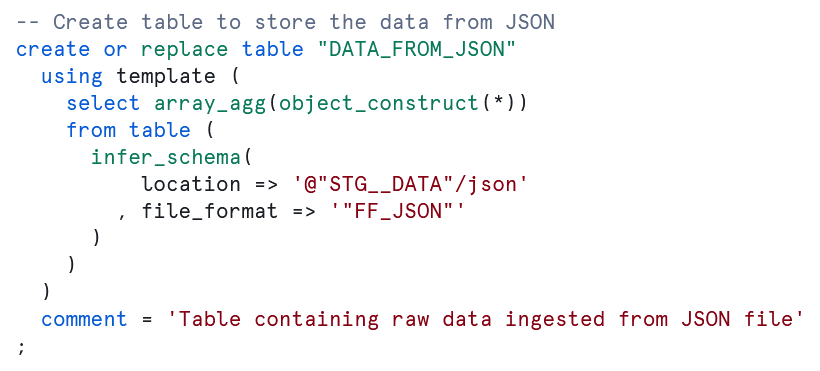 -- Create table to store the data from JSON
create or replace table "DATA_FROM_JSON"
  using template (
    select array_agg(object_construct(*))
    from table (
      infer_schema(
          location => '@"STG__DATA"/json'
        , file_format => '"FF_JSON"'
      )
    )
  )
  comment = 'Table containing raw data ingested from JSON file'
;